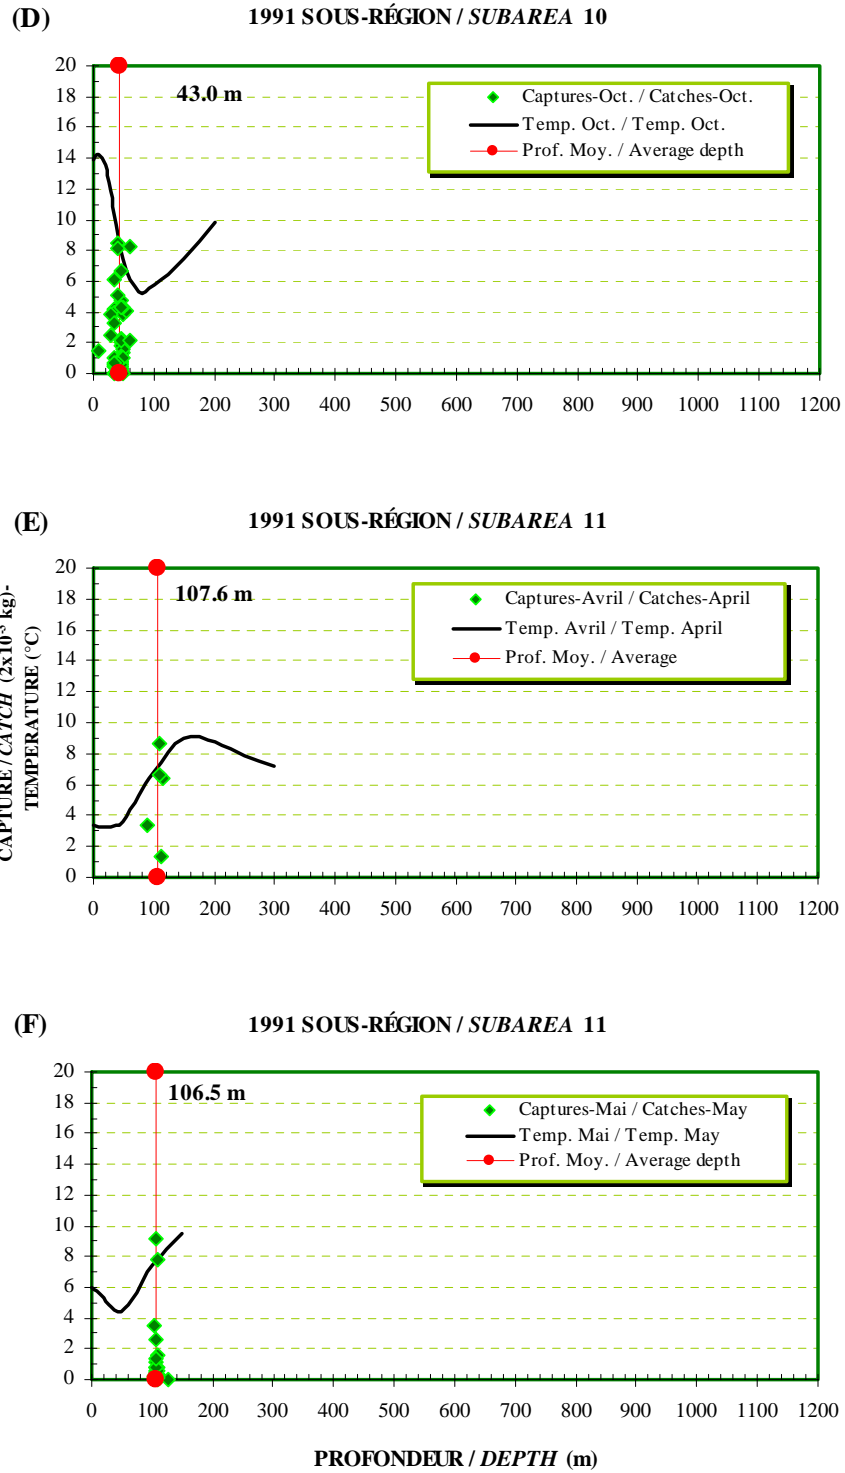 (D)
1991 SOUS-RÉGION / SUBAREA 10
20
18
16
14
12
10
8
6
4
2
0
43.0 m
Captures-Oct. / Catches-Oct.
Temp. Oct. / Temp. Oct.
Prof. Moy. / Average depth
0 100 200 300 400 500 600 700 800 900 1000 1100 1200
(E)
1991 SOUS-RÉGION / SUBAREA 11
CAPTURE / CATCH (2x10⁻³ kg)-
TEMPERATURE (°C)
20
18
16
14
12
10
8
6
4
2
0
107.6 m
Captures-Avril / Catches-April
Temp. Avril / Temp. April
Prof. Moy. / Average
0 100 200 300 400 500 600 700 800 900 1000 1100 1200
(F)
1991 SOUS-RÉGION / SUBAREA 11
20
18
16
14
12
10
8
6
4
2
0
106.5 m
Captures-Mai / Catches-May
Temp. Mai / Temp. May
Prof. Moy. / Average depth
0 100 200 300 400 500 600 700 800 900 1000 1100 1200
PROFONDEUR / DEPTH (m)